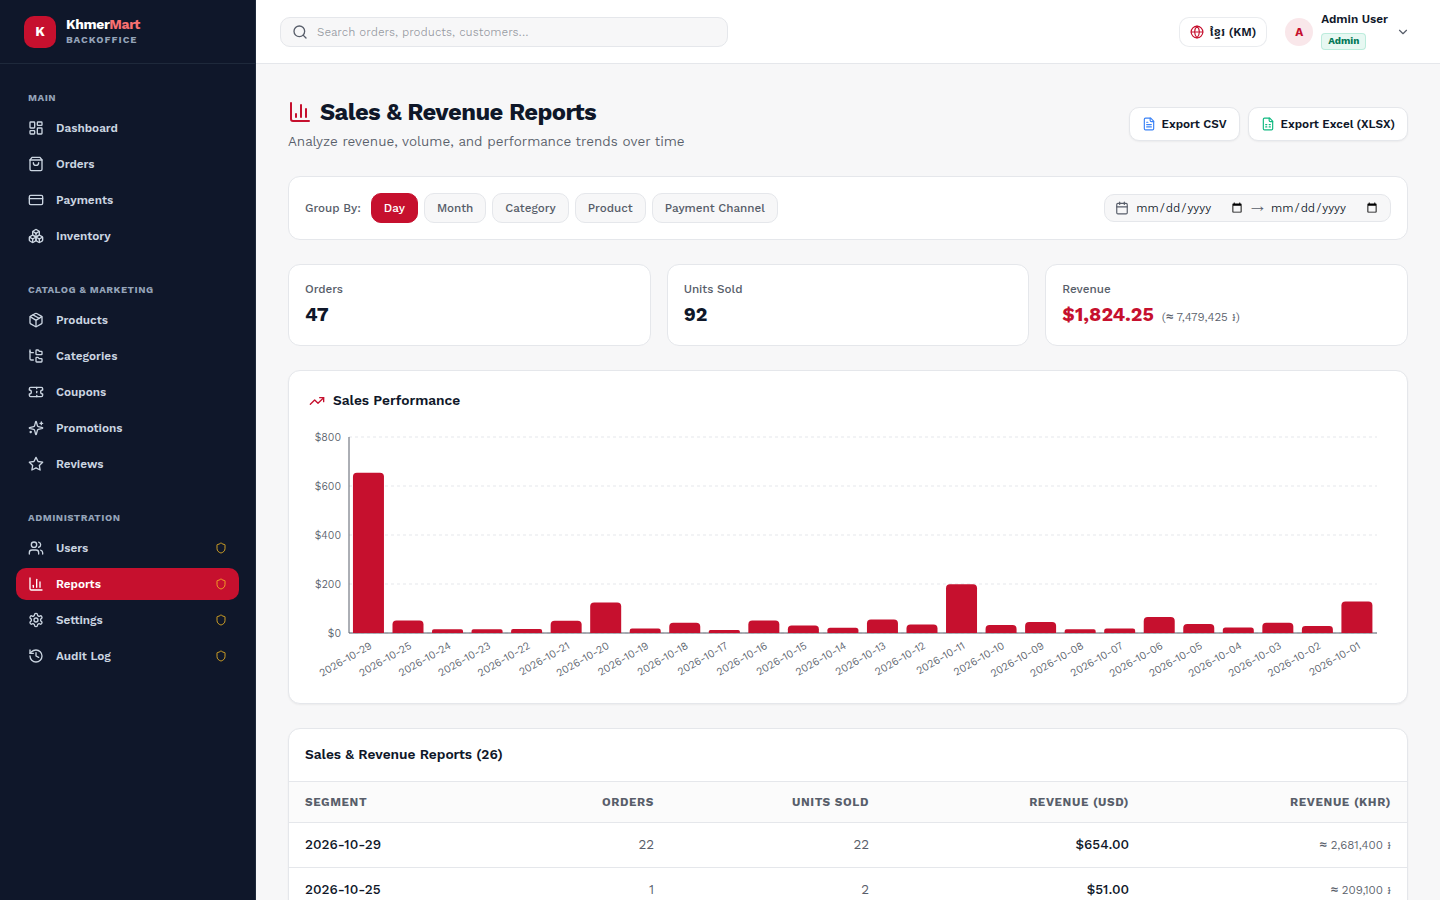 K
KhmerMart
BACKOFFICE
Search orders, products, customers...
ខ្មែរ (KM)
A
Admin User
Admin
MAIN
Dashboard
Orders
Payments
Inventory
CATALOG & MARKETING
Products
Categories
Coupons
Promotions
Reviews
ADMINISTRATION
Users
Reports
Settings
Audit Log
Sales & Revenue Reports
Analyze revenue, volume, and performance trends over time
Export CSV
Export Excel (XLSX)
Group By: Day Month Category Product Payment Channel
mm/dd/yyyy → mm/dd/yyyy
Orders
47
Units Sold
92
Revenue
$1,824.25 (≈ 7,479,425 ៛)
Sales Performance
$800
$600
$400
$200
$0
2026-10-29 2026-10-25 2026-10-24 2026-10-23 2026-10-22 2026-10-21 2026-10-20 2026-10-19 2026-10-18 2026-10-17 2026-10-16 2026-10-15 2026-10-14 2026-10-13 2026-10-12 2026-10-11 2026-10-10 2026-10-09 2026-10-08 2026-10-07 2026-10-06 2026-10-05 2026-10-04 2026-10-03 2026-10-02 2026-10-01
Sales & Revenue Reports (26)
SEGMENT ORDERS UNITS SOLD REVENUE (USD) REVENUE (KHR)
2026-10-29 22 22 $654.00 ≈ 2,681,400 ៛
2026-10-25 1 2 $51.00 ≈ 209,100 ៛